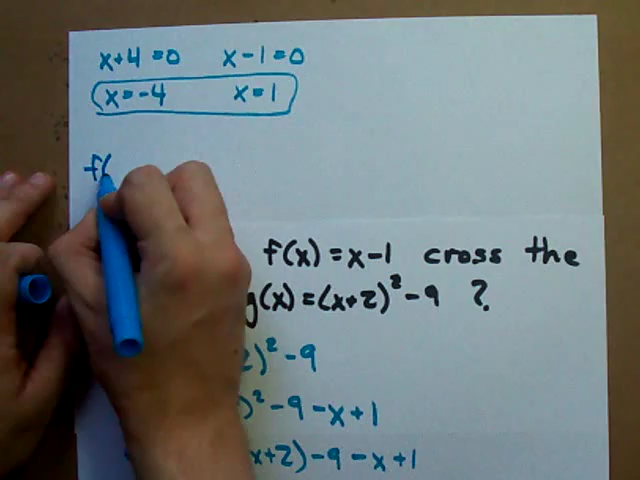 x+4=0 x-1=0
x=-4 x=1
f(
f(x)=x-1 cross the
g(x)=(x+2)²-9 ?
)²-9
)²-9-x+1
x+2)-9-x+1